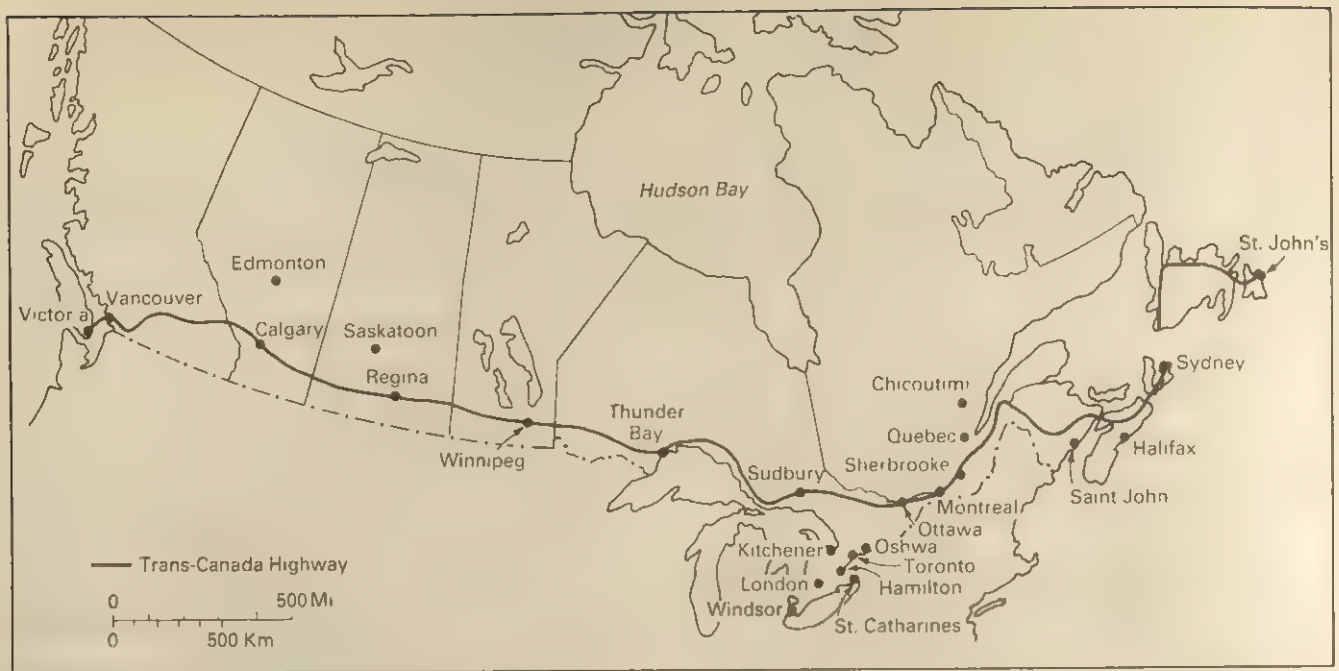 Hudson Bay
St. John's
Edmonton
Vancouver
Victor a
Calgary
Saskatoon
Regina
Sydney
Chicoutimi
Thunder
Bay
Quebec
Halifax
Winnipeg
Sudbury
Sherbrooke
Saint John
Montreal
Ottawa
Kitchener
Oshwa
Toronto
London
Hamilton
Windsor
St. Catharines
Trans-Canada Highway
0 500 Mi
0 500 Km